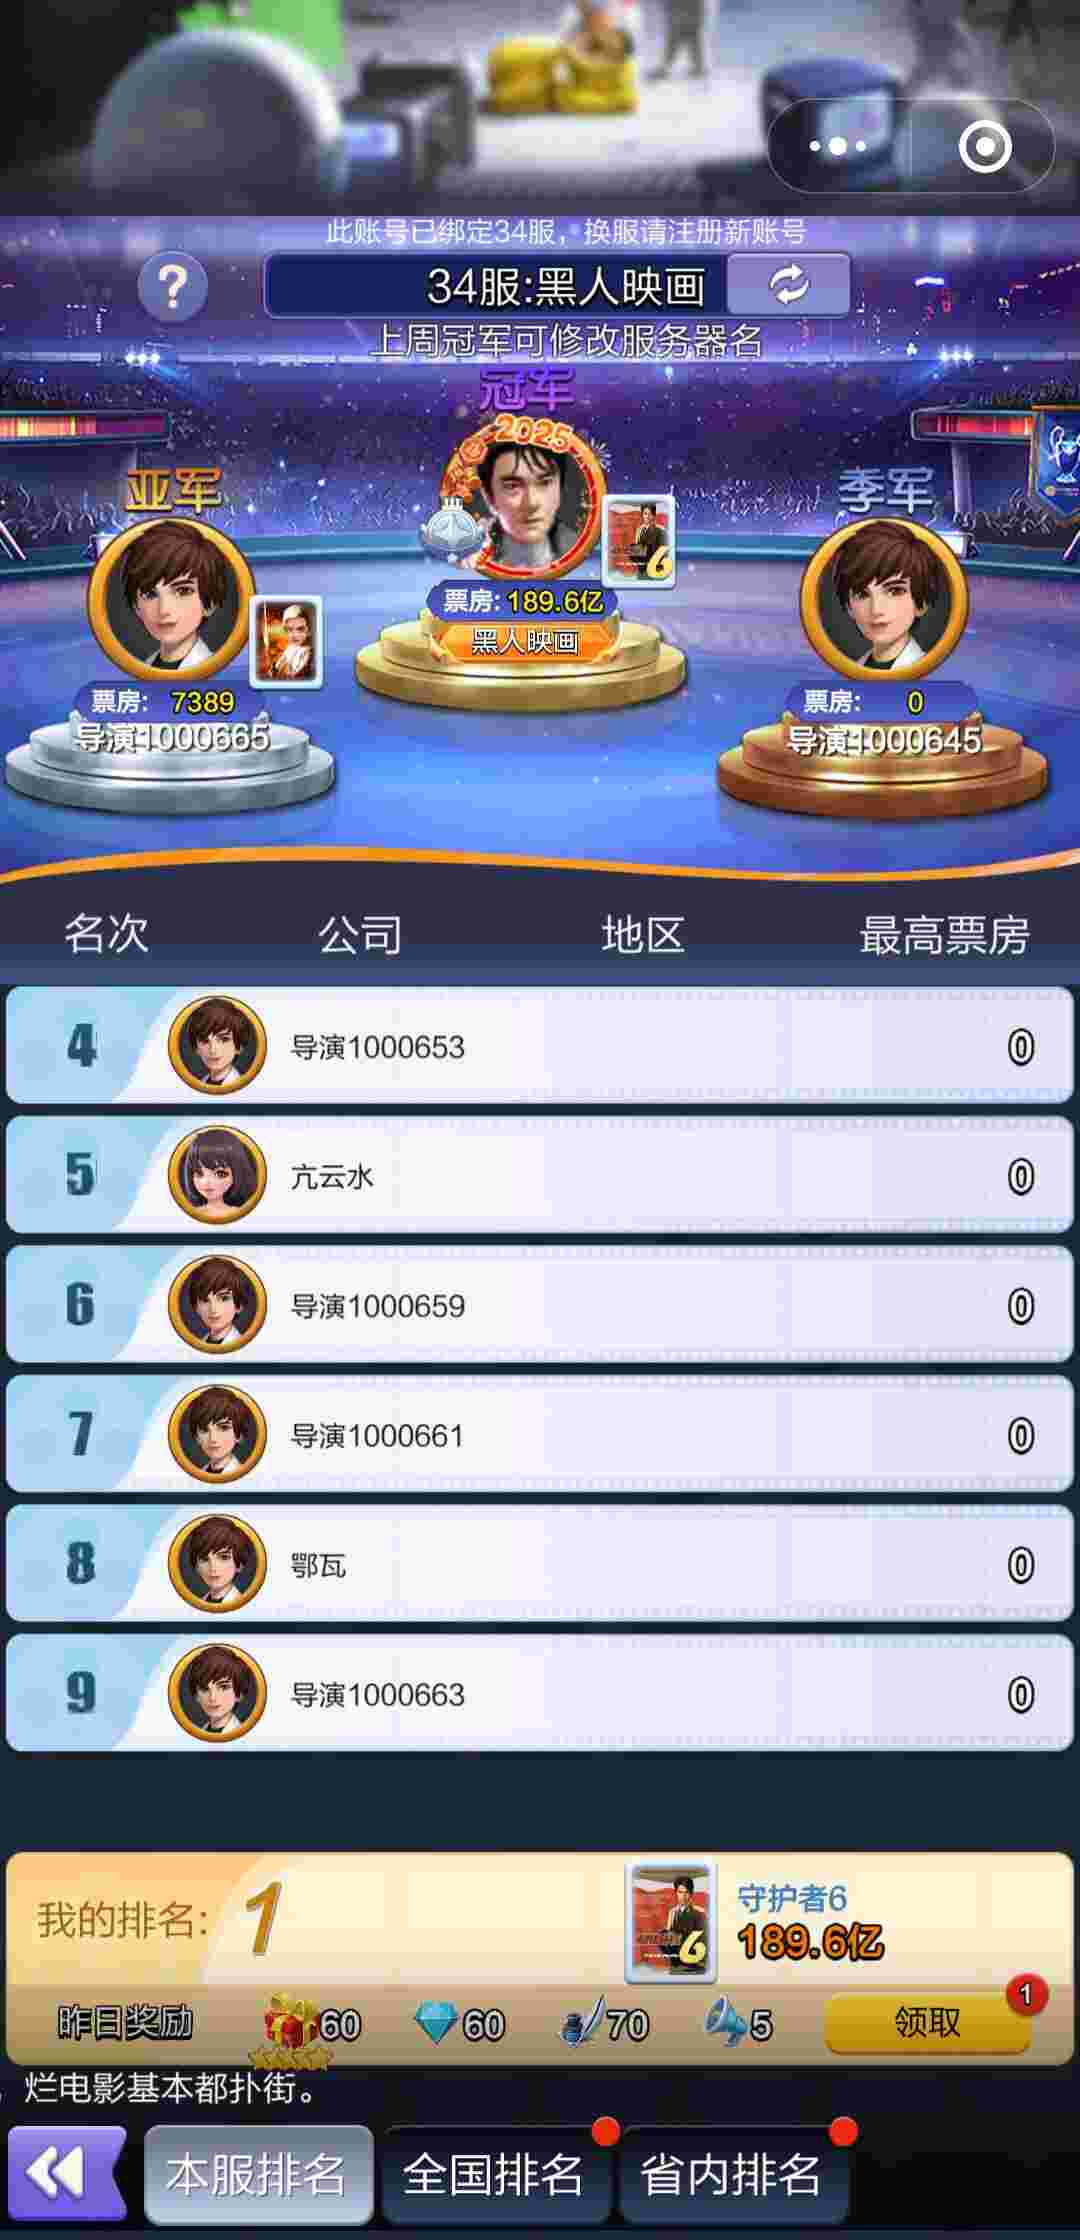 此账号已绑定34服，换服请注册新账号
?
34服:黑人映画
上周冠军可修改服务器名
冠军
2025
亚军
季军
6
票房: 189.6亿
黑人映画
票房: 7389
导演1000665
票房: 0
导演1000645
名次 公司 地区 最高票房
4 导演1000653 0
5 亢云水 0
6 导演1000659 0
7 导演1000661 0
8 鄂瓦 0
9 导演1000663 0
我的排名: 1
6
守护者6
189.6亿
昨日奖励 60 60 70 5 领取 1
，烂电影基本都扑街。
本服排名 全国排名 省内排名